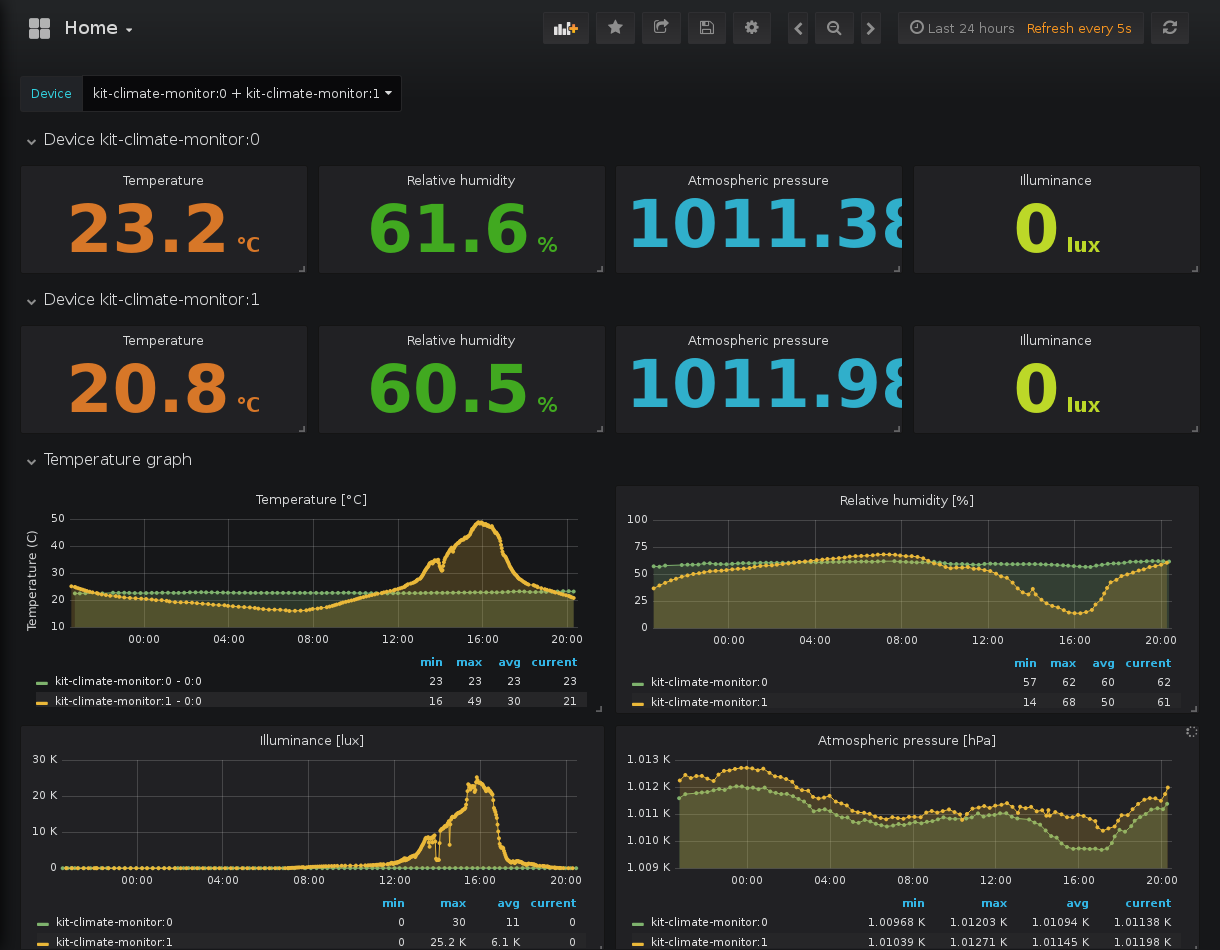 Home
Last 24 hours Refresh every 5s
Device kit-climate-monitor:0 + kit-climate-monitor:1
Device kit-climate-monitor:0
Temperature
23.2 °C
Relative humidity
61.6 %
Atmospheric pressure
1011.38
Illuminance
0 lux
Device kit-climate-monitor:1
Temperature
20.8 °C
Relative humidity
60.5 %
Atmospheric pressure
1011.98
Illuminance
0 lux
Temperature graph
Temperature [°C]
Temperature (C)
50
40
30
20
10
00:00 04:00 08:00 12:00 16:00 20:00
min max avg current
kit-climate-monitor:0 - 0:0 23 23 23 23
kit-climate-monitor:1 - 0:0 16 49 30 21
Relative humidity [%]
100
75
50
25
0
00:00 04:00 08:00 12:00 16:00 20:00
min max avg current
kit-climate-monitor:0 57 62 60 62
kit-climate-monitor:1 14 68 50 61
Illuminance [lux]
30 K
20 K
10 K
0
00:00 04:00 08:00 12:00 16:00 20:00
min max avg current
kit-climate-monitor:0 0 30 11 0
kit-climate-monitor:1 0 25.2 K 6.1 K 0
Atmospheric pressure [hPa]
1.013 K
1.012 K
1.011 K
1.010 K
1.009 K
00:00 04:00 08:00 12:00 16:00 20:00
min max avg current
kit-climate-monitor:0 1.00968 K 1.01203 K 1.01094 K 1.01138 K
kit-climate-monitor:1 1.01039 K 1.01271 K 1.01145 K 1.01198 K